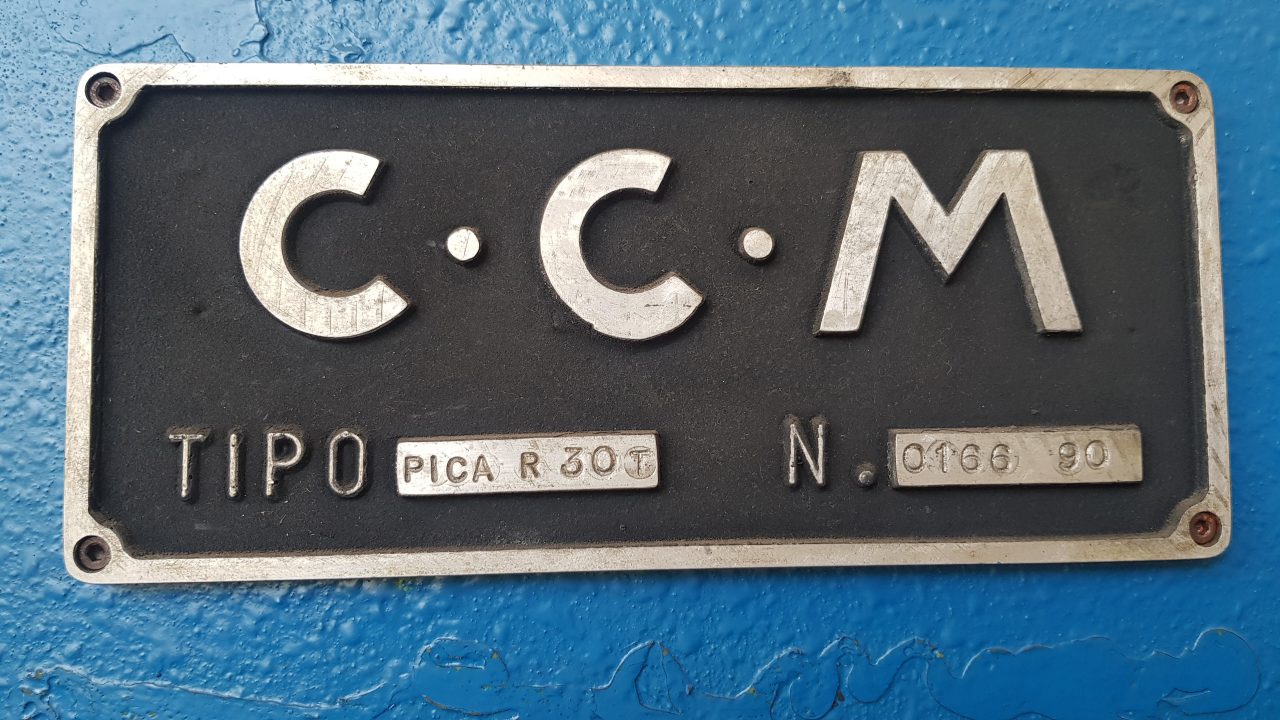 C·C·M
TIPO PICA R 30T N. 0166 90